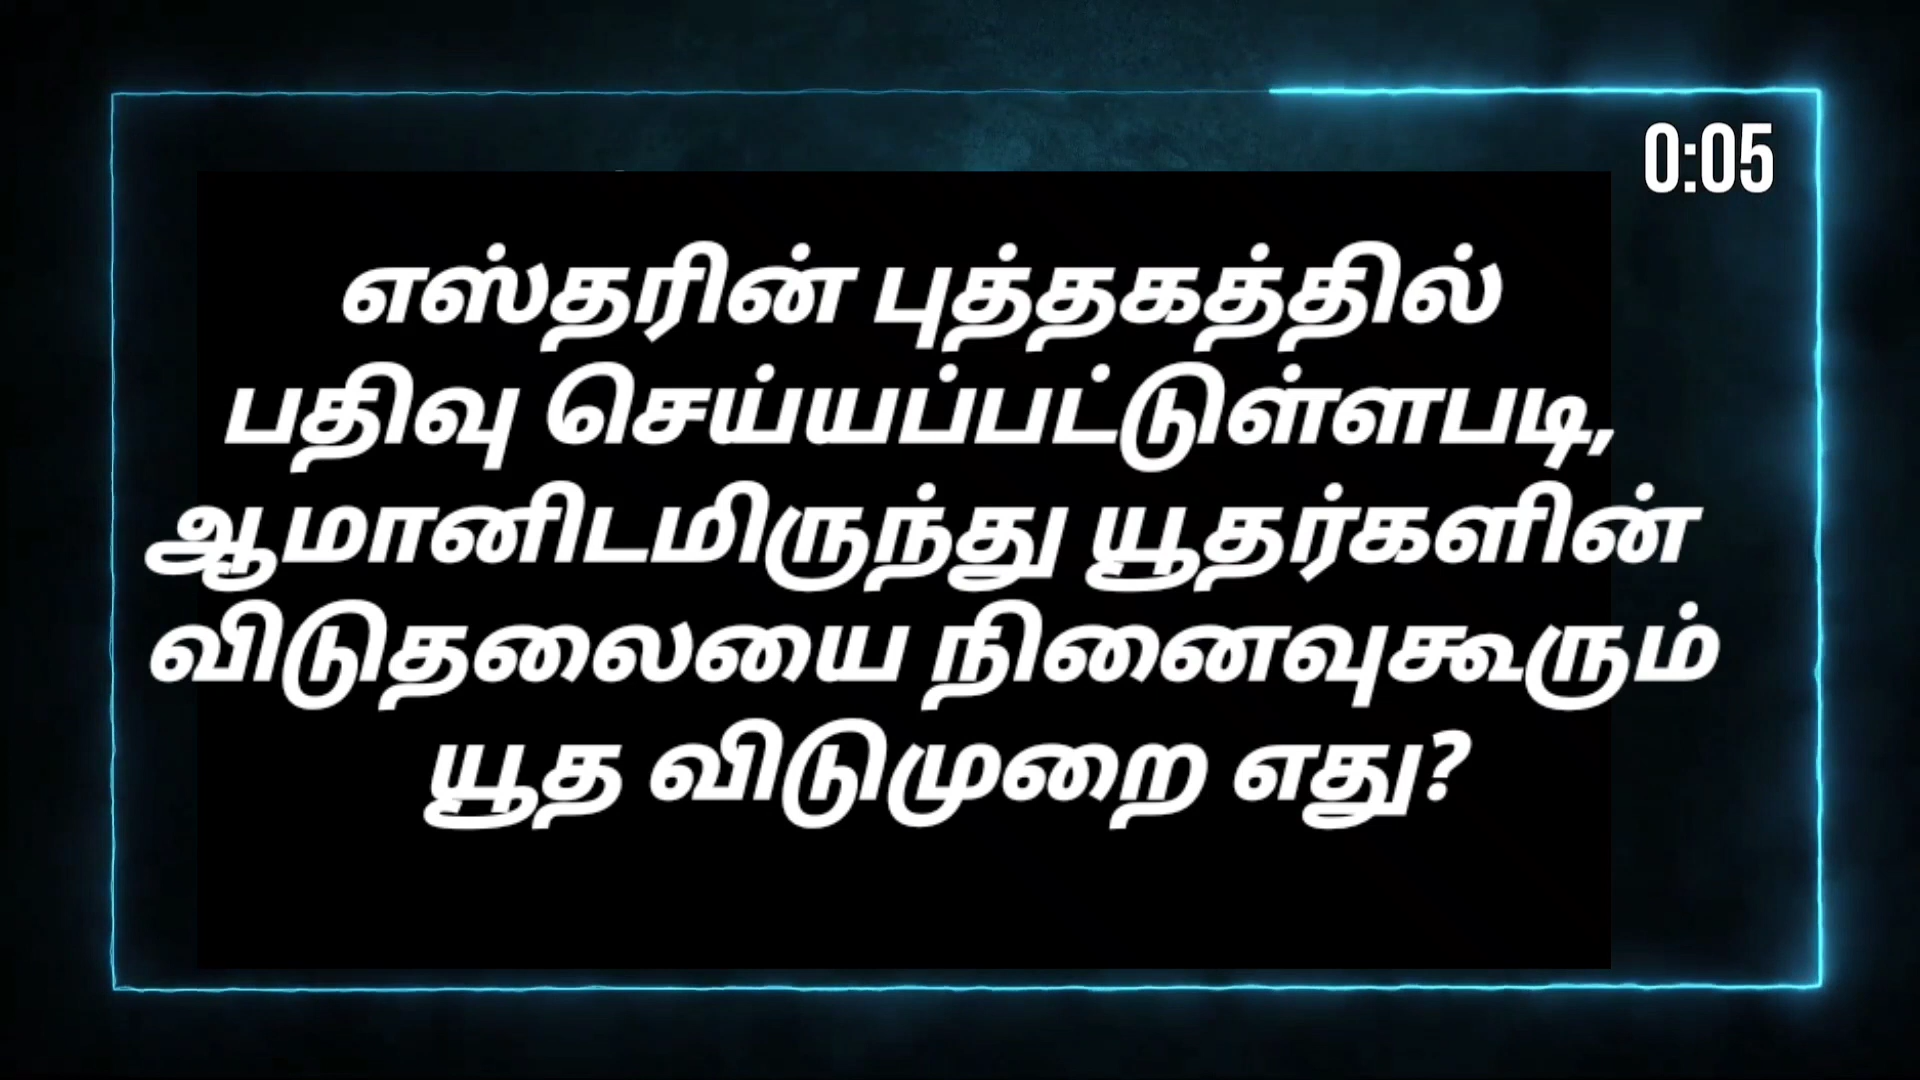 0:05
எஸ்தரின் புத்தகத்தில்
பதிவு செய்யப்பட்டுள்ளபடி,
ஆமானிடமிருந்து யூதர்களின்
விடுதலையை நினைவுகூரும்
யூத விடுமுறை எது?